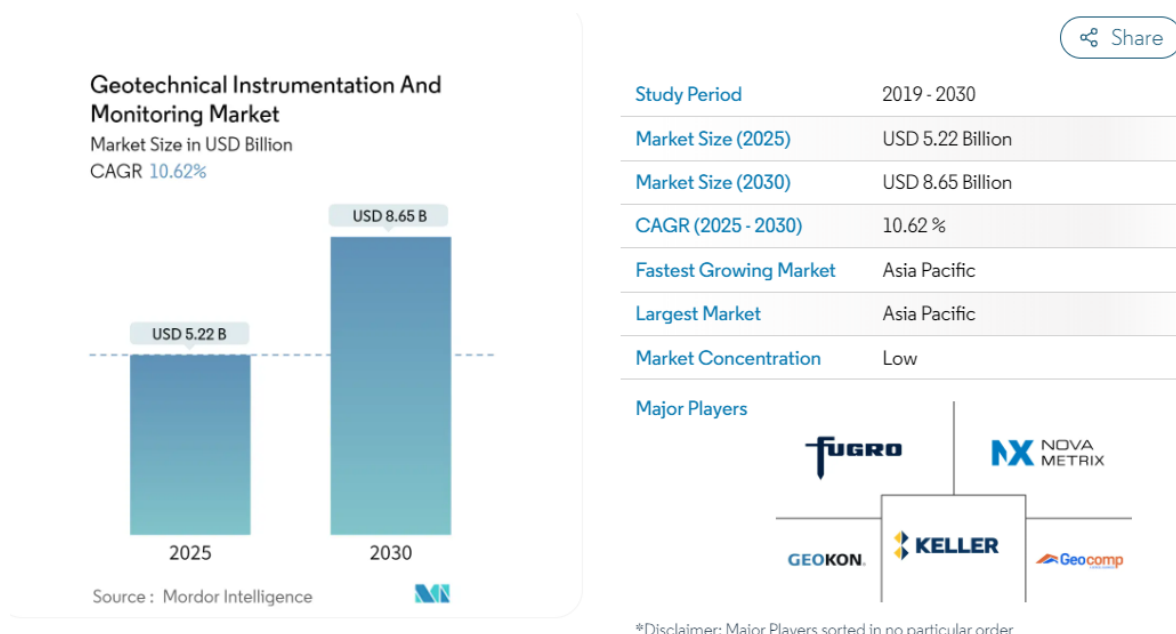 Share
Geotechnical Instrumentation And
Monitoring Market
Market Size in USD Billion
CAGR 10.62%
USD 8.65 B
USD 5.22 B
2025
2030
Source : Mordor Intelligence
Study Period 2019 - 2030
Market Size (2025) USD 5.22 Billion
Market Size (2030) USD 8.65 Billion
CAGR (2025 - 2030) 10.62 %
Fastest Growing Market Asia Pacific
Largest Market Asia Pacific
Market Concentration Low
Major Players
FUGRO
NOVA
METRIX
GEOKON.
KELLER
Geocomp
*Disclaimer: Major Players sorted in no particular order